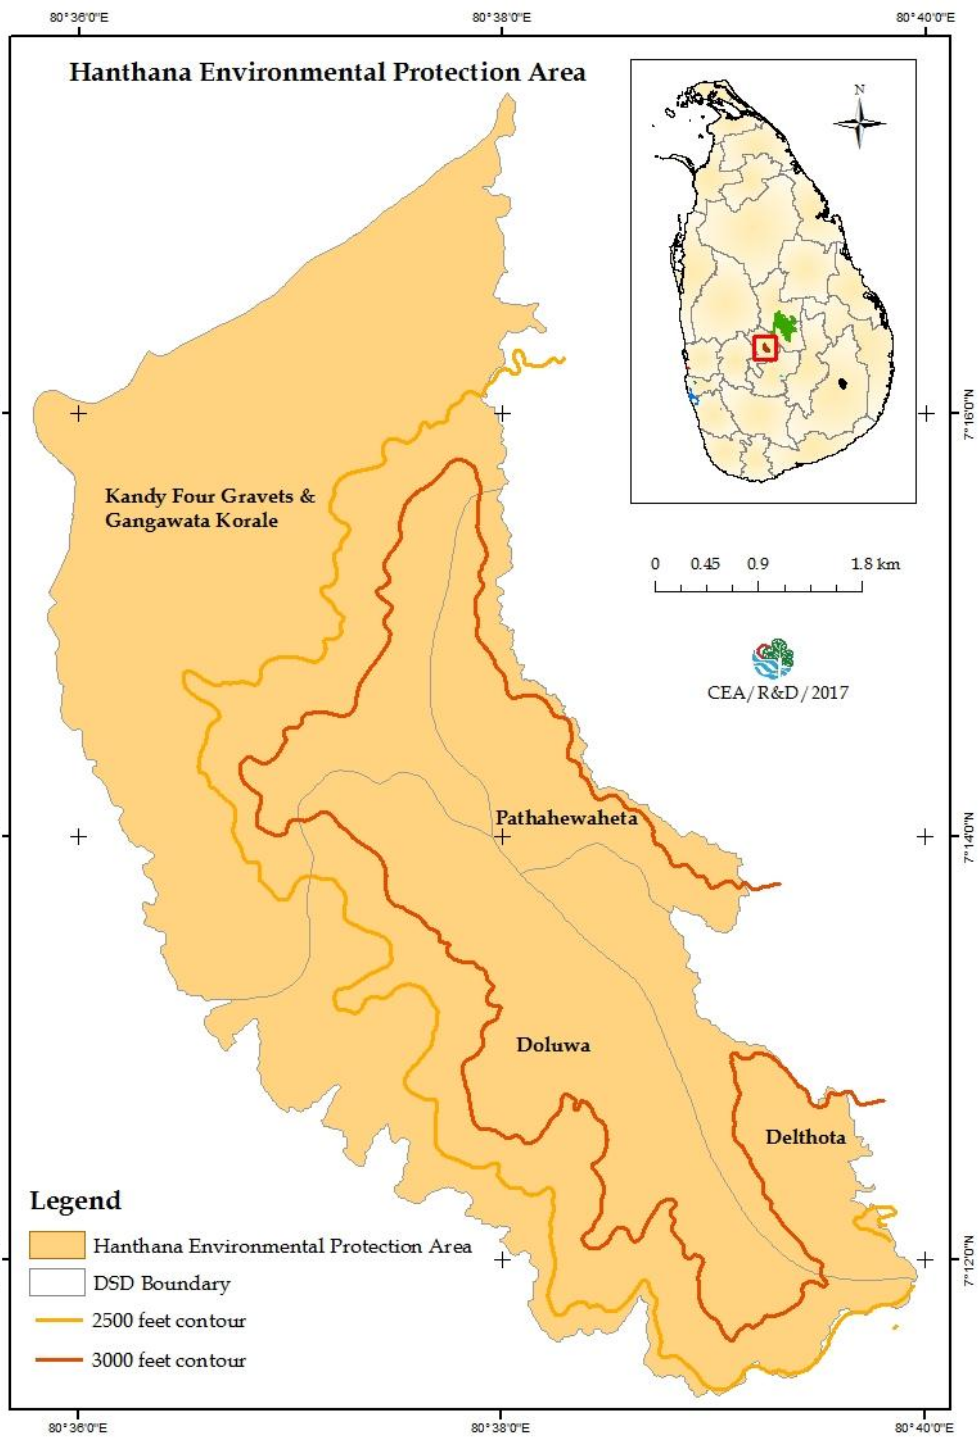 80°36'0"E
80°38'0"E
80°40'0"E
Hanthana Environmental Protection Area
N
7°16'0"N
Kandy Four Gravets &
Gangawata Korale
0 0.45 0.9 1.8 km
CEA/R&D/2017
Pathahewaheta
7°14'0"N
Doluwa
Delthota
Legend
Hanthana Environmental Protection Area
DSD Boundary
2500 feet contour
3000 feet contour
7°12'0"N
80°36'0"E
80°38'0"E
80°40'0"E